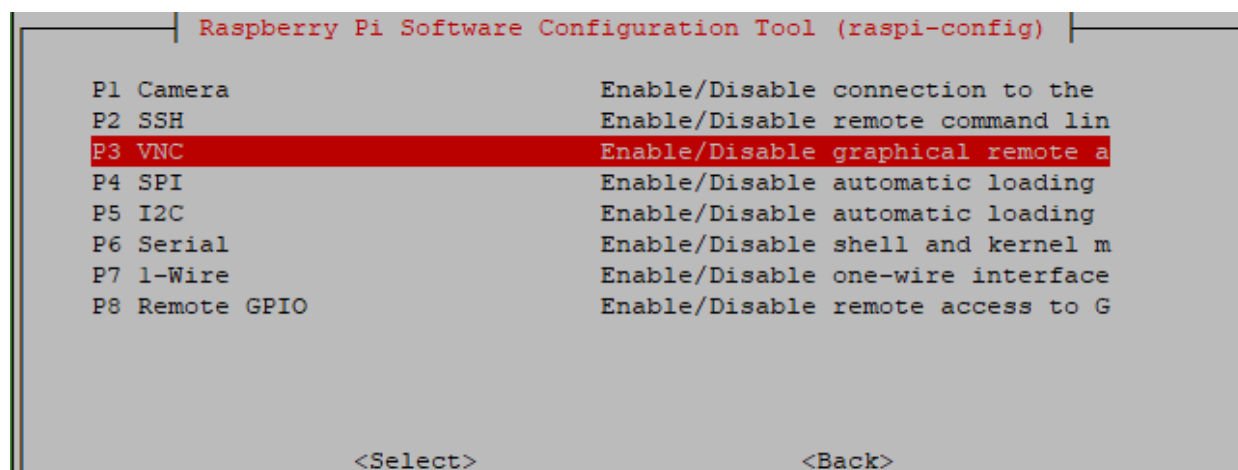 Raspberry Pi Software Configuration Tool (raspi-config)
P1 Camera Enable/Disable connection to the
P2 SSH Enable/Disable remote command lin
P3 VNC Enable/Disable graphical remote a
P4 SPI Enable/Disable automatic loading
P5 I2C Enable/Disable automatic loading
P6 Serial Enable/Disable shell and kernel m
P7 1-Wire Enable/Disable one-wire interface
P8 Remote GPIO Enable/Disable remote access to G
<Select> <Back>